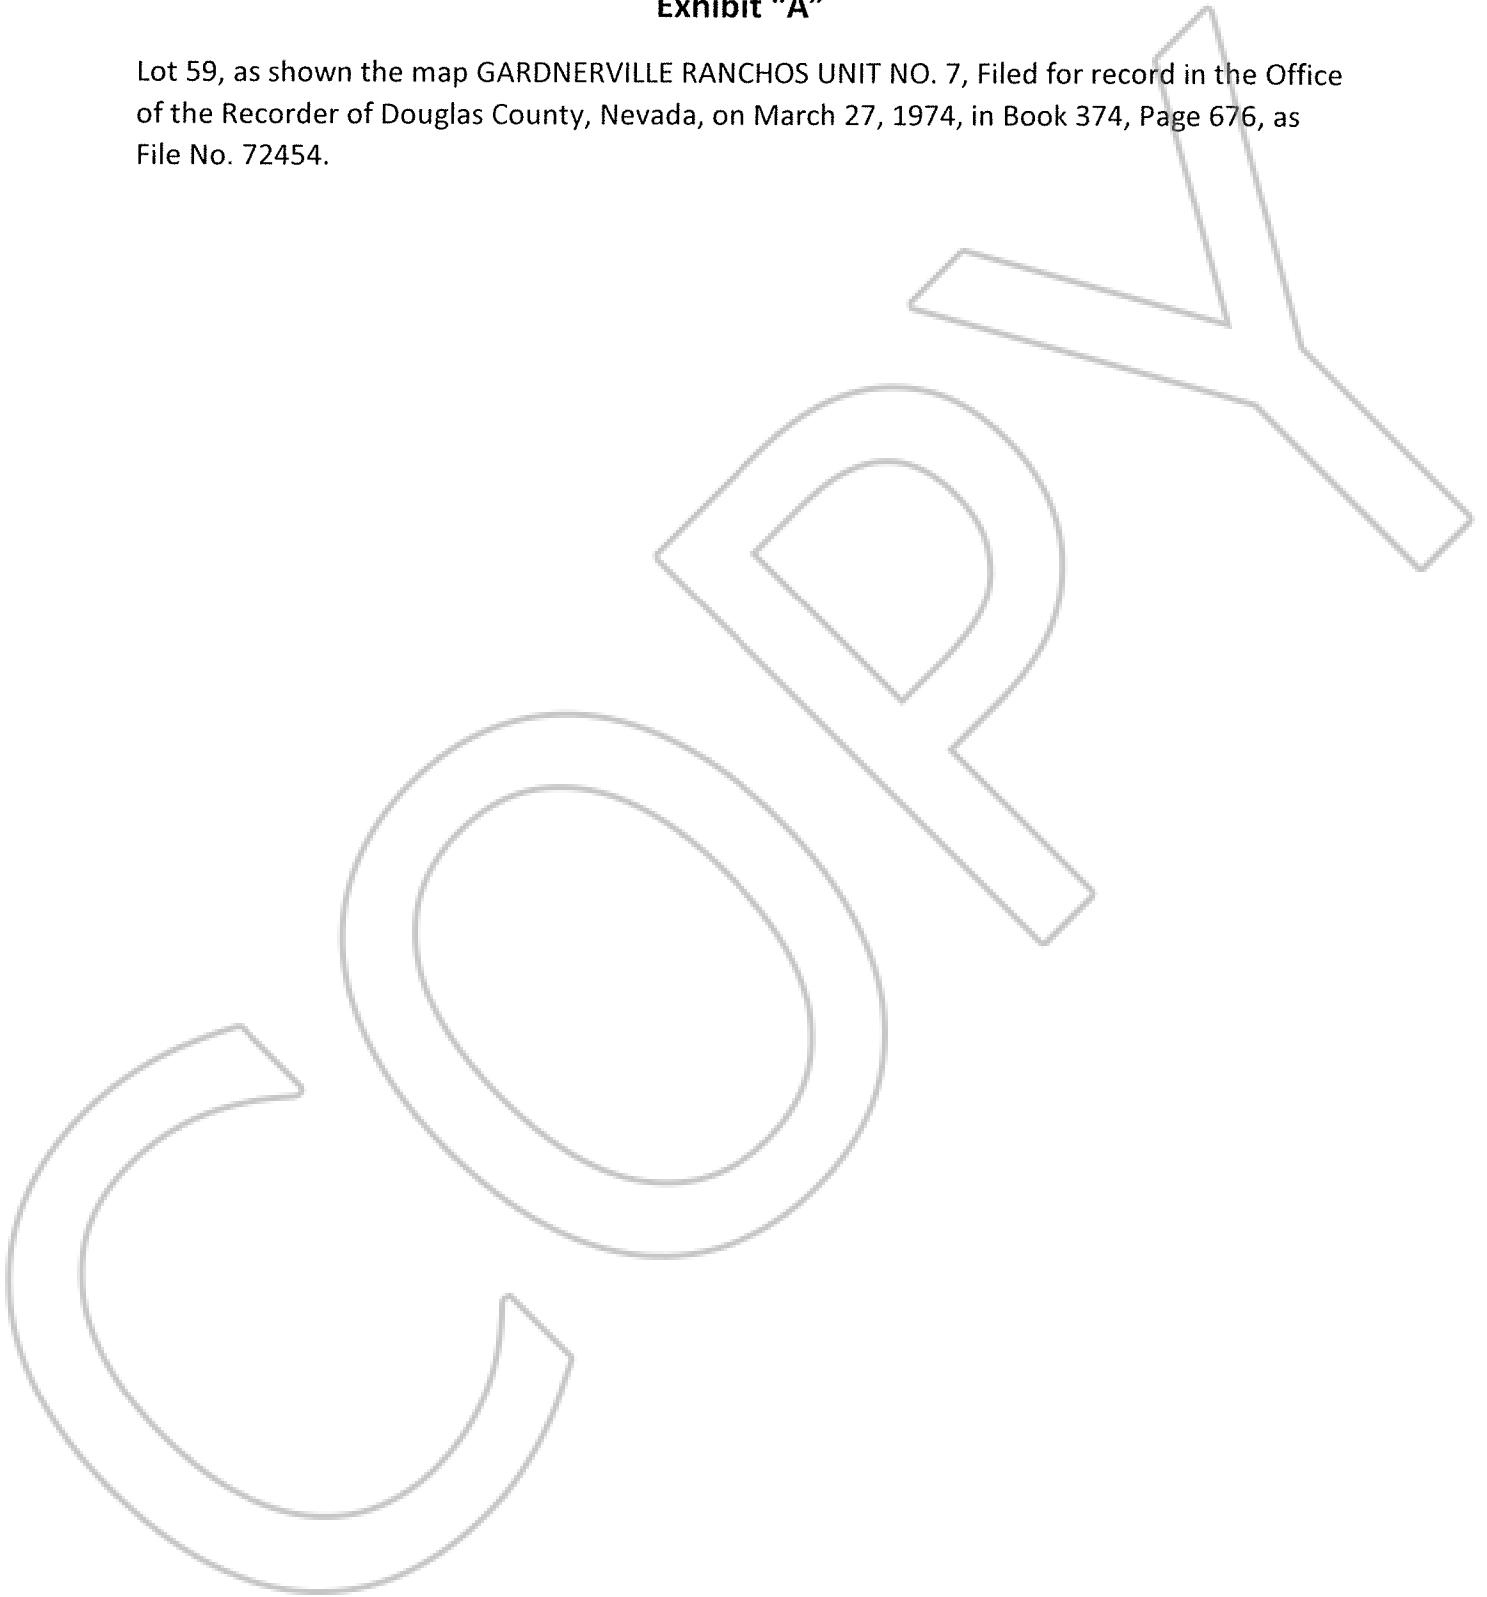 Exhibit "A"
Lot 59, as shown the map GARDNERVILLE RANCHOS UNIT NO. 7, Filed for record in the Office
of the Recorder of Douglas County, Nevada, on March 27, 1974, in Book 374, Page 676, as
File No. 72454.
COPY